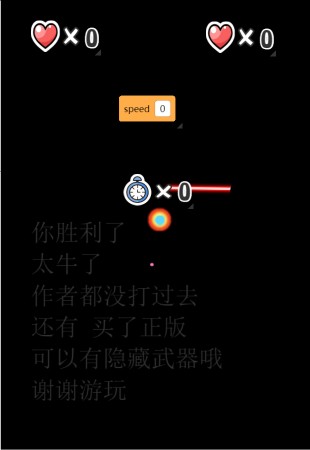 × 0 × 0
speed 0
× 0
你胜利了
太牛了
作者都没打过去
还有 买了正版
可以有隐藏武器哦
谢谢游玩